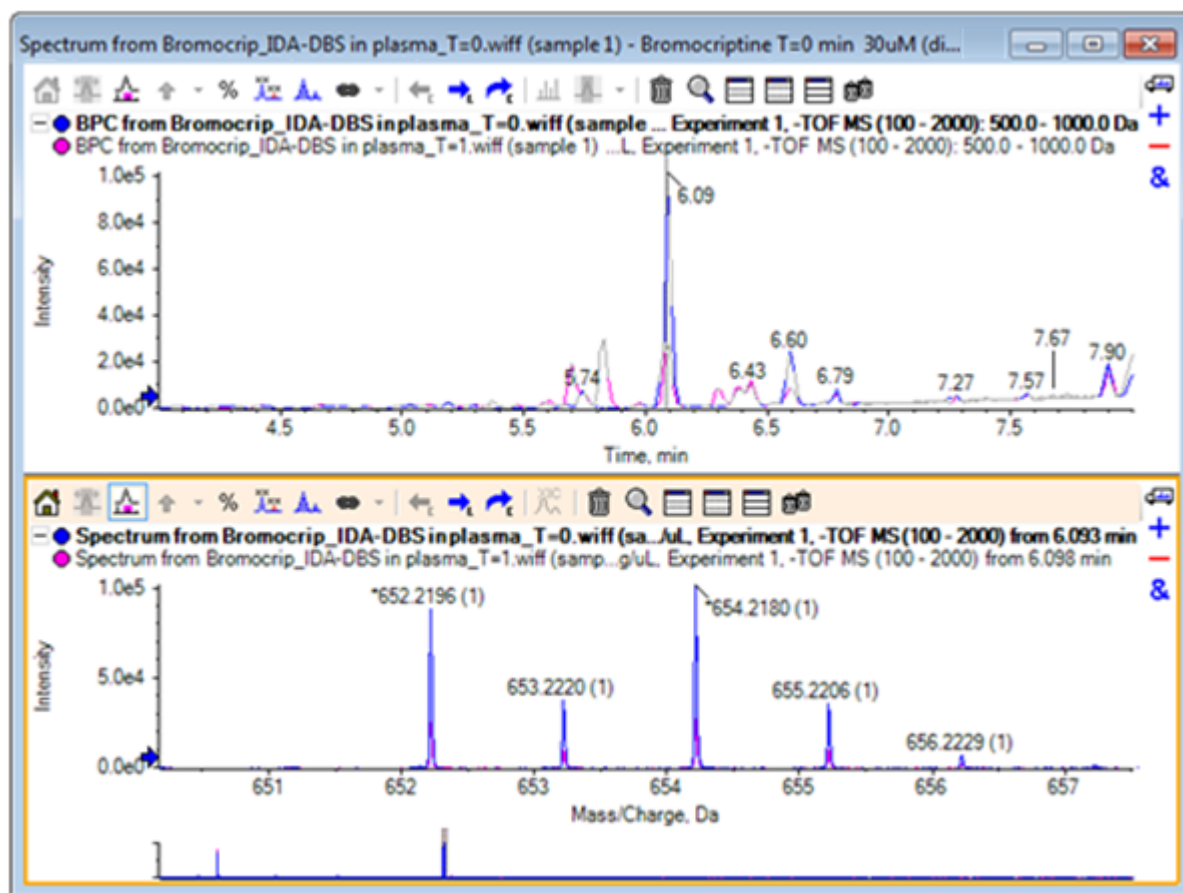 Spectrum from Bromocrip_IDA-DBS in plasma_T=0.wiff (sample 1) - Bromocriptine T=0 min 30uM (di...
%
BPC from Bromocrip_IDA-DBS in plasma_T=0.wiff (sample ... Experiment 1, -TOF MS (100 - 2000): 500.0 - 1000.0 Da
BPC from Bromocrip_IDA-DBS in plasma_T=1.wiff (sample 1) ...L, Experiment 1, -TOF MS (100 - 2000): 500.0 - 1000.0 Da
&
Intensity
1.0e5
8.0e4
6.0e4
4.0e4
2.0e4
0.0e0
6.09
5.74
6.43
6.60
6.79
7.27
7.57
7.67
7.90
4.5 5.0 5.5 6.0 6.5 7.0 7.5
Time, min
%
Spectrum from Bromocrip_IDA-DBS in plasma_T=0.wiff (sa.../uL, Experiment 1, -TOF MS (100 - 2000) from 6.093 min
Spectrum from Bromocrip_IDA-DBS in plasma_T=1.wiff (samp...g/uL, Experiment 1, -TOF MS (100 - 2000) from 6.098 min
&
Intensity
1.0e5
5.0e4
0.0e0
*652.2196 (1)
653.2220 (1)
*654.2180 (1)
655.2206 (1)
656.2229 (1)
651 652 653 654 655 656 657
Mass/Charge, Da